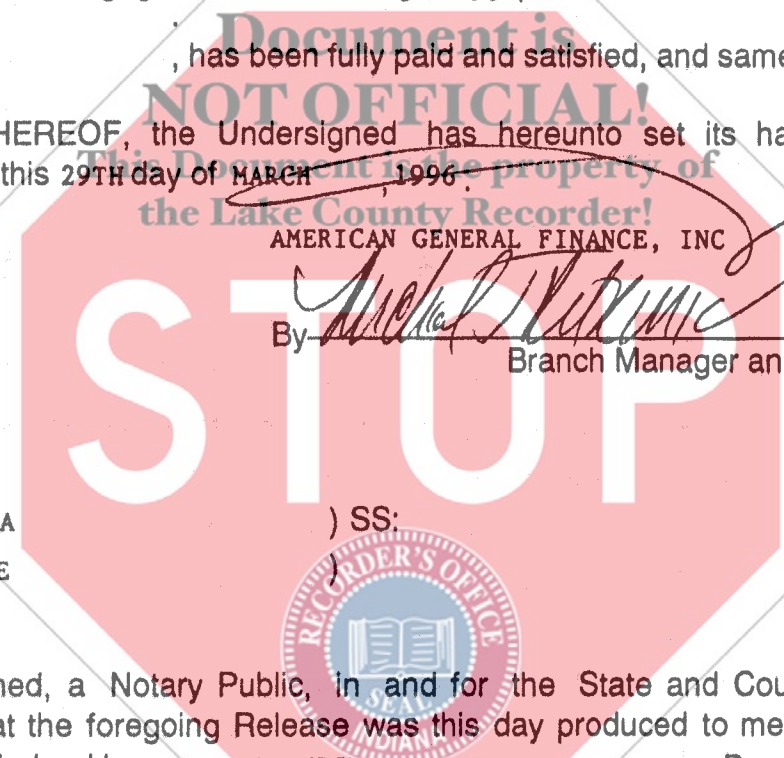 Document is
, has been fully paid and satisfied, and same
NOT OFFICIAL!
HEREOF, the Undersigned has hereunto set its ha
This Document is the property of
this 29TH day of MARCH , 1996.
the Lake County Recorder!
AMERICAN GENERAL FINANCE, INC
By
Branch Manager an
STOP
A ) SS:
E )
RECORDER'S OFFICE
SEAL
INDIANA
ned, a Notary Public, in and for the State and Cou
at the foregoing Release was this day produced to me